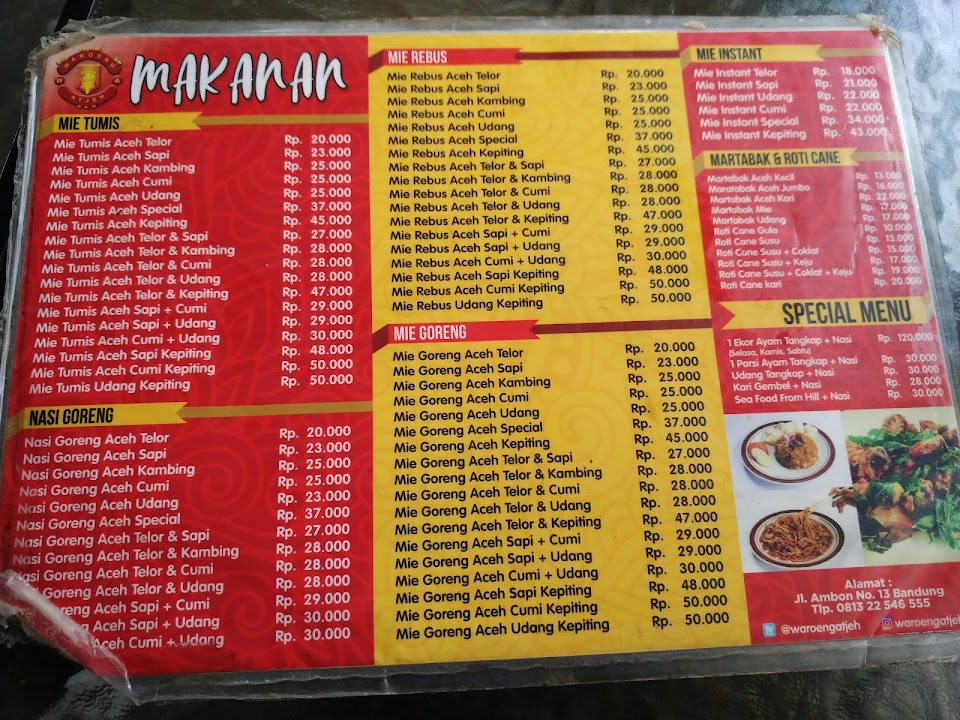 WAROENG
ATJEH
MAKANAN
MIE TUMIS
Mie Tumis Aceh Telor Rp. 20.000
Mie Tumis Aceh Sapi Rp. 23.000
Mie Tumis Aceh Kambing Rp. 25.000
Mie Tumis Aceh Cumi Rp. 25.000
Mie Tumis Aceh Udang Rp. 25.000
Mie Tumis Aceh Special Rp. 37.000
Mie Tumis Aceh Kepiting Rp. 45.000
Mie Tumis Aceh Telor & Sapi Rp. 27.000
Mie Tumis Aceh Telor & Kambing Rp. 28.000
Mie Tumis Aceh Telor & Cumi Rp. 28.000
Mie Tumis Aceh Telor & Udang Rp. 28.000
Mie Tumis Aceh Telor & Kepiting Rp. 47.000
Mie Tumis Aceh Sapi + Cumi Rp. 29.000
Mie Tumis Aceh Sapi + Udang Rp. 29.000
Mie Tumis Aceh Cumi + Udang Rp. 30.000
Mie Tumis Aceh Sapi Kepiting Rp. 48.000
Mie Tumis Aceh Cumi Kepiting Rp. 50.000
Mie Tumis Udang Kepiting Rp. 50.000
NASI GORENG
Nasi Goreng Aceh Telor Rp. 20.000
Nasi Goreng Aceh Sapi Rp. 23.000
Nasi Goreng Aceh Kambing Rp. 25.000
Nasi Goreng Aceh Cumi Rp. 25.000
Nasi Goreng Aceh Udang Rp. 23.000
Nasi Goreng Aceh Special Rp. 37.000
Nasi Goreng Aceh Telor & Sapi Rp. 27.000
Nasi Goreng Aceh Telor & Kambing Rp. 28.000
Nasi Goreng Aceh Telor & Cumi Rp. 28.000
Goreng Aceh Telor & Udang Rp. 28.000
Goreng Aceh Sapi + Cumi Rp. 29.000
Aceh Sapi + Udang Rp. 30.000
Aceh Cumi + Udang Rp. 30.000
MIE REBUS
Mie Rebus Aceh Telor Rp. 20.000
Mie Rebus Aceh Sapi Rp. 23.000
Mie Rebus Aceh Kambing Rp. 25.000
Mie Rebus Aceh Cumi Rp. 25.000
Mie Rebus Aceh Udang Rp. 25.000
Mie Rebus Aceh Special Rp. 37.000
Mie Rebus Aceh Kepiting Rp. 45.000
Mie Rebus Aceh Telor & Sapi Rp. 27.000
Mie Rebus Aceh Telor & Kambing Rp. 28.000
Mie Rebus Aceh Telor & Cumi Rp. 28.000
Mie Rebus Aceh Telor & Udang Rp. 28.000
Mie Rebus Aceh Telor & Kepiting Rp. 47.000
Mie Rebus Aceh Sapi + Cumi Rp. 29.000
Mie Rebus Aceh Sapi + Udang Rp. 29.000
Mie Rebus Aceh Cumi + Udang Rp. 30.000
Mie Rebus Aceh Sapi Kepiting Rp. 48.000
Mie Rebus Aceh Cumi Kepiting Rp. 50.000
Mie Rebus Udang Kepiting Rp. 50.000
MIE GORENG
Mie Goreng Aceh Telor Rp. 20.000
Mie Goreng Aceh Sapi Rp. 23.000
Mie Goreng Aceh Kambing Rp. 25.000
Mie Goreng Aceh Cumi Rp. 25.000
Mie Goreng Aceh Udang Rp. 25.000
Mie Goreng Aceh Special Rp. 37.000
Mie Goreng Aceh Kepiting Rp. 45.000
Mie Goreng Aceh Telor & Sapi Rp. 27.000
Mie Goreng Aceh Telor & Kambing Rp. 28.000
Mie Goreng Aceh Telor & Cumi Rp. 28.000
Mie Goreng Aceh Telor & Udang Rp. 28.000
Mie Goreng Aceh Telor & Kepiting Rp. 47.000
Mie Goreng Aceh Sapi + Cumi Rp. 29.000
Mie Goreng Aceh Sapi + Udang Rp. 29.000
Mie Goreng Aceh Cumi + Udang Rp. 30.000
Mie Goreng Aceh Sapi Kepiting Rp. 48.000
Mie Goreng Aceh Cumi Kepiting Rp. 50.000
Mie Goreng Aceh Udang Kepiting Rp. 50.000
MIE INSTANT
Mie Instant Telor Rp. 18.000
Mie Instant Sapi Rp. 21.000
Mie Instant Udang Rp. 22.000
Mie Instant Cumi Rp. 22.000
Mie Instant Special Rp. 34.000
Mie Instant Kepiting Rp. 43.000
MARTABAK & ROTI CANE
Martabak Aceh Kecil Rp. 13.000
Maratabak Aceh Jumbo Rp. 16.000
Martabak Aceh Kari Rp. 22.000
Martabak Mie Rp. 17.000
Martabak Udang Rp. 17.000
Roti Cane Gula Rp. 10.000
Roti Cane Susu Rp. 13.000
Roti Cane Susu + Coklat Rp. 15.000
Roti Cane Susu + Keju Rp. 17.000
Roti Cane Susu + Coklat + Keju Rp. 19.000
Roti Cane kari Rp. 20.000
SPECIAL MENU
1 Ekor Ayam Tangkap + Nasi Rp. 120.000
(Selasa, Kamis, Sabtu)
1 Porsi Ayam Tangkap + Nasi Rp. 30.000
Udang Tangkap + Nasi Rp. 30.000
Kari Gembel + Nasi Rp. 28.000
Sea Food From Hill + Nasi Rp. 30.000
Alamat :
Jl. Ambon No. 13 Bandung
Tlp. 0813 22 546 555
@waroengatjeh waroengatjeh